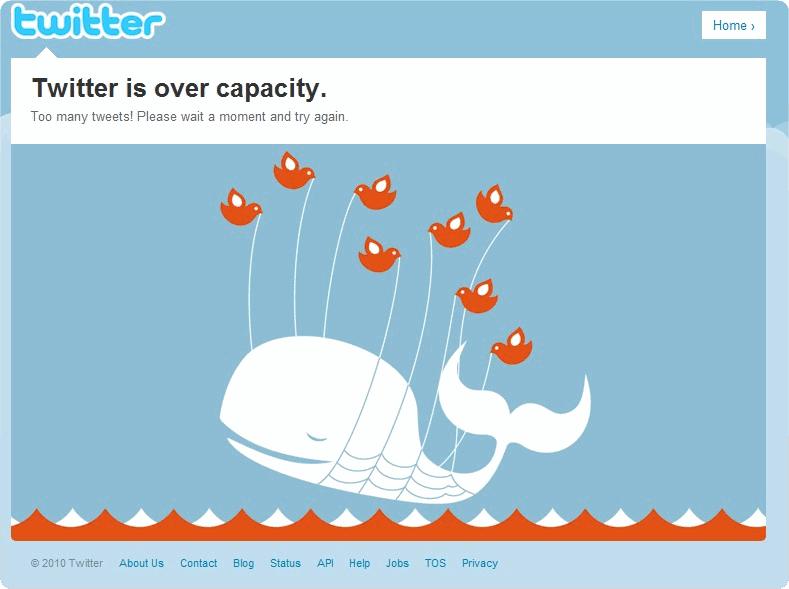 twitter
Home ›
Twitter is over capacity.
Too many tweets! Please wait a moment and try again.
© 2010 Twitter About Us Contact Blog Status API Help Jobs TOS Privacy